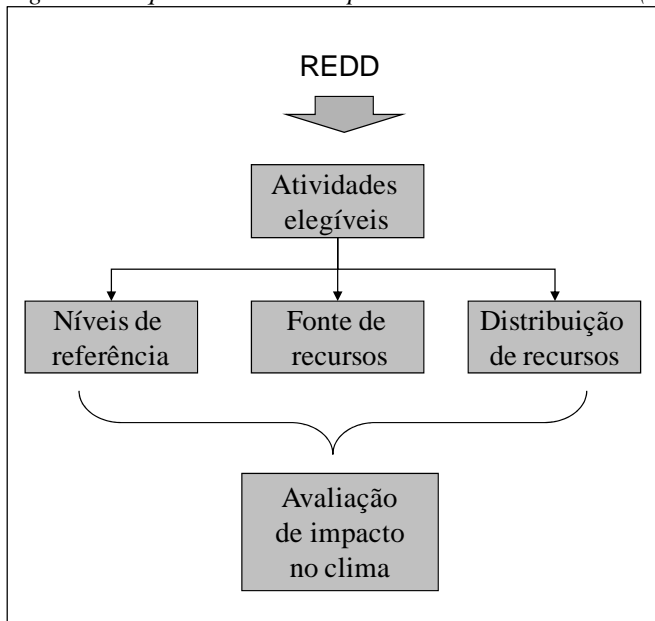 REDD
Atividades
elegíveis
Níveis de
referência
Fonte de
recursos
Distribuição
de recursos
Avaliação
de impacto
no clima